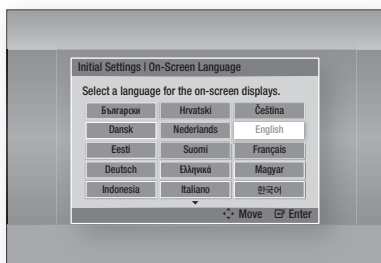 Initial Settings | On-Screen Language
Select a language for the on-screen displays.
Български Hrvatski Čeština
Dansk Nederlands English
Eesti Suomi Français
Deutsch Ελληνικά Magyar
Indonesia Italiano 한국어
Move Enter